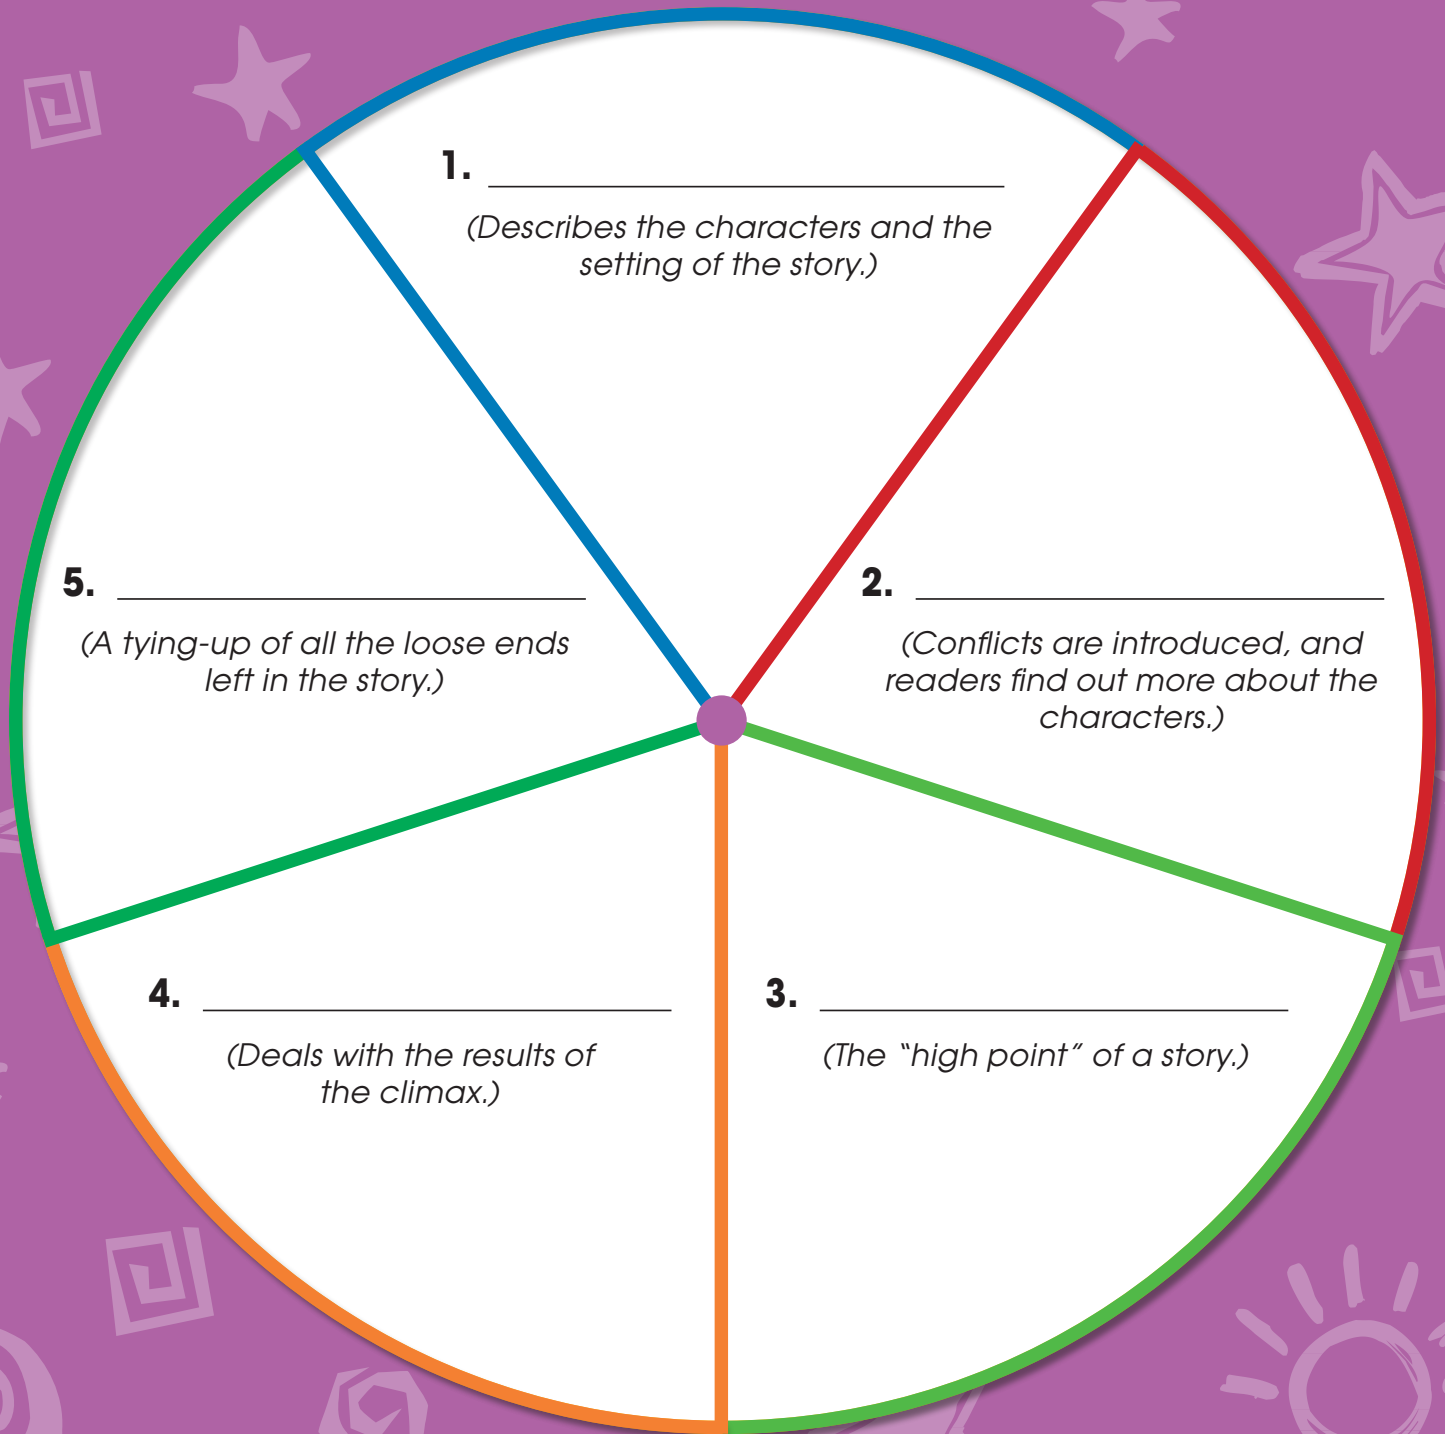 1. ____________________
(Describes the characters and the
setting of the story.)
2. ____________________
(Conflicts are introduced, and
readers find out more about the
characters.)
3. ____________________
(The “high point” of a story.)
4. ____________________
(Deals with the results of
the climax.)
5. ____________________
(A tying-up of all the loose ends
left in the story.)